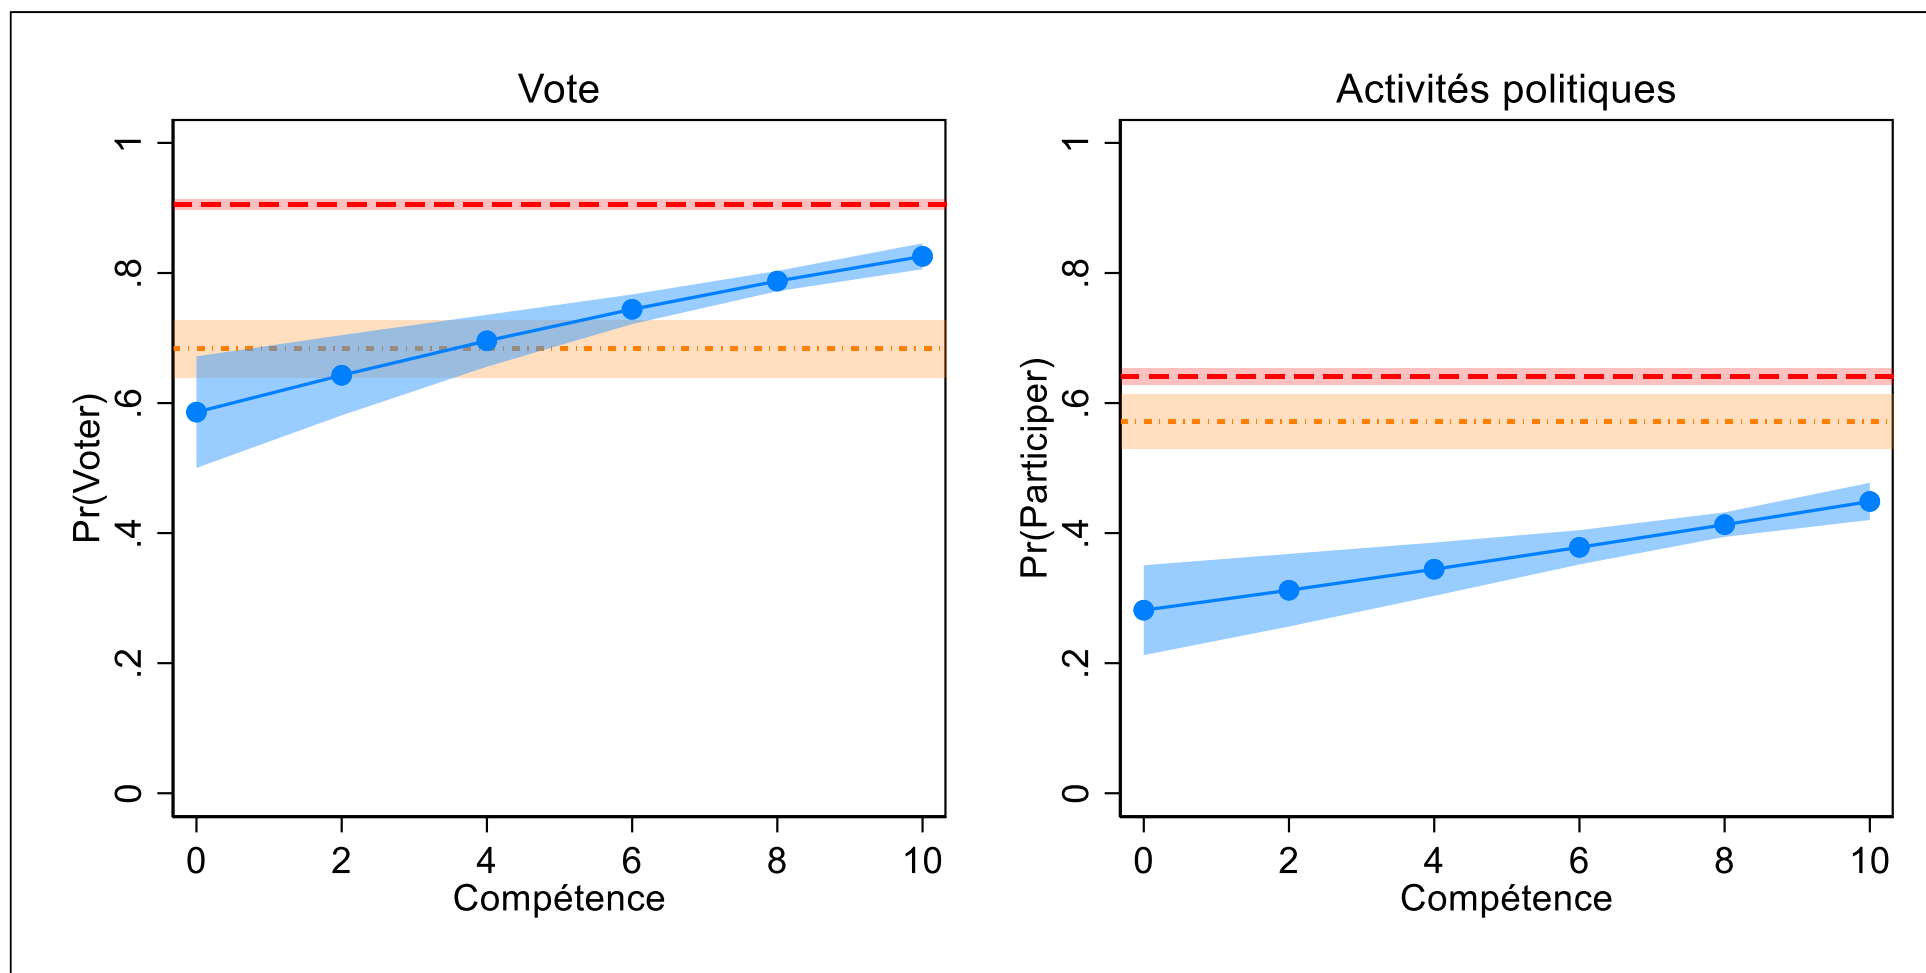 Vote
Pr(Voter)
1
.8
.6
.4
.2
0
0 2 4 6 8 10
Compétence
Activités politiques
Pr(Participer)
1
.8
.6
.4
.2
0
0 2 4 6 8 10
Compétence